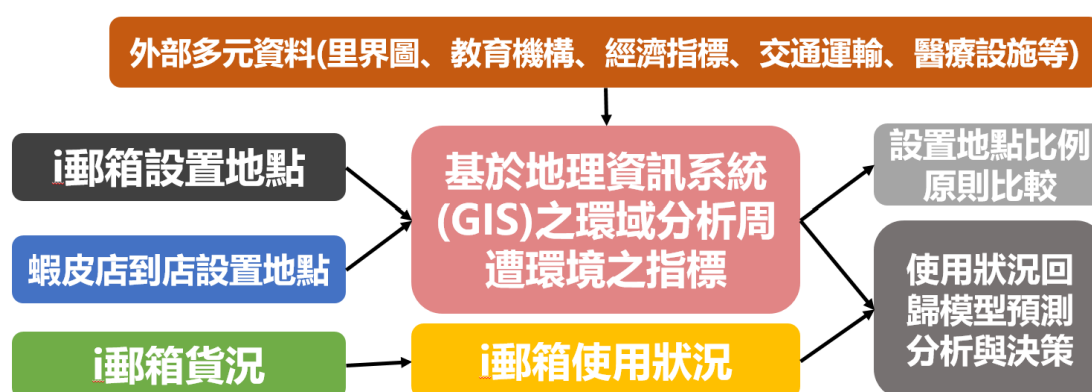 外部多元資料(里界圖、教育機構、經濟指標、交通運輸、醫療設施等)
i郵箱設置地點
蝦皮店到店設置地點
i郵箱貨況
基於地理資訊系統
(GIS)之環域分析周
遭環境之指標
i郵箱使用狀況
設置地點比例
原則比較
使用狀況回
歸模型預測
分析與決策